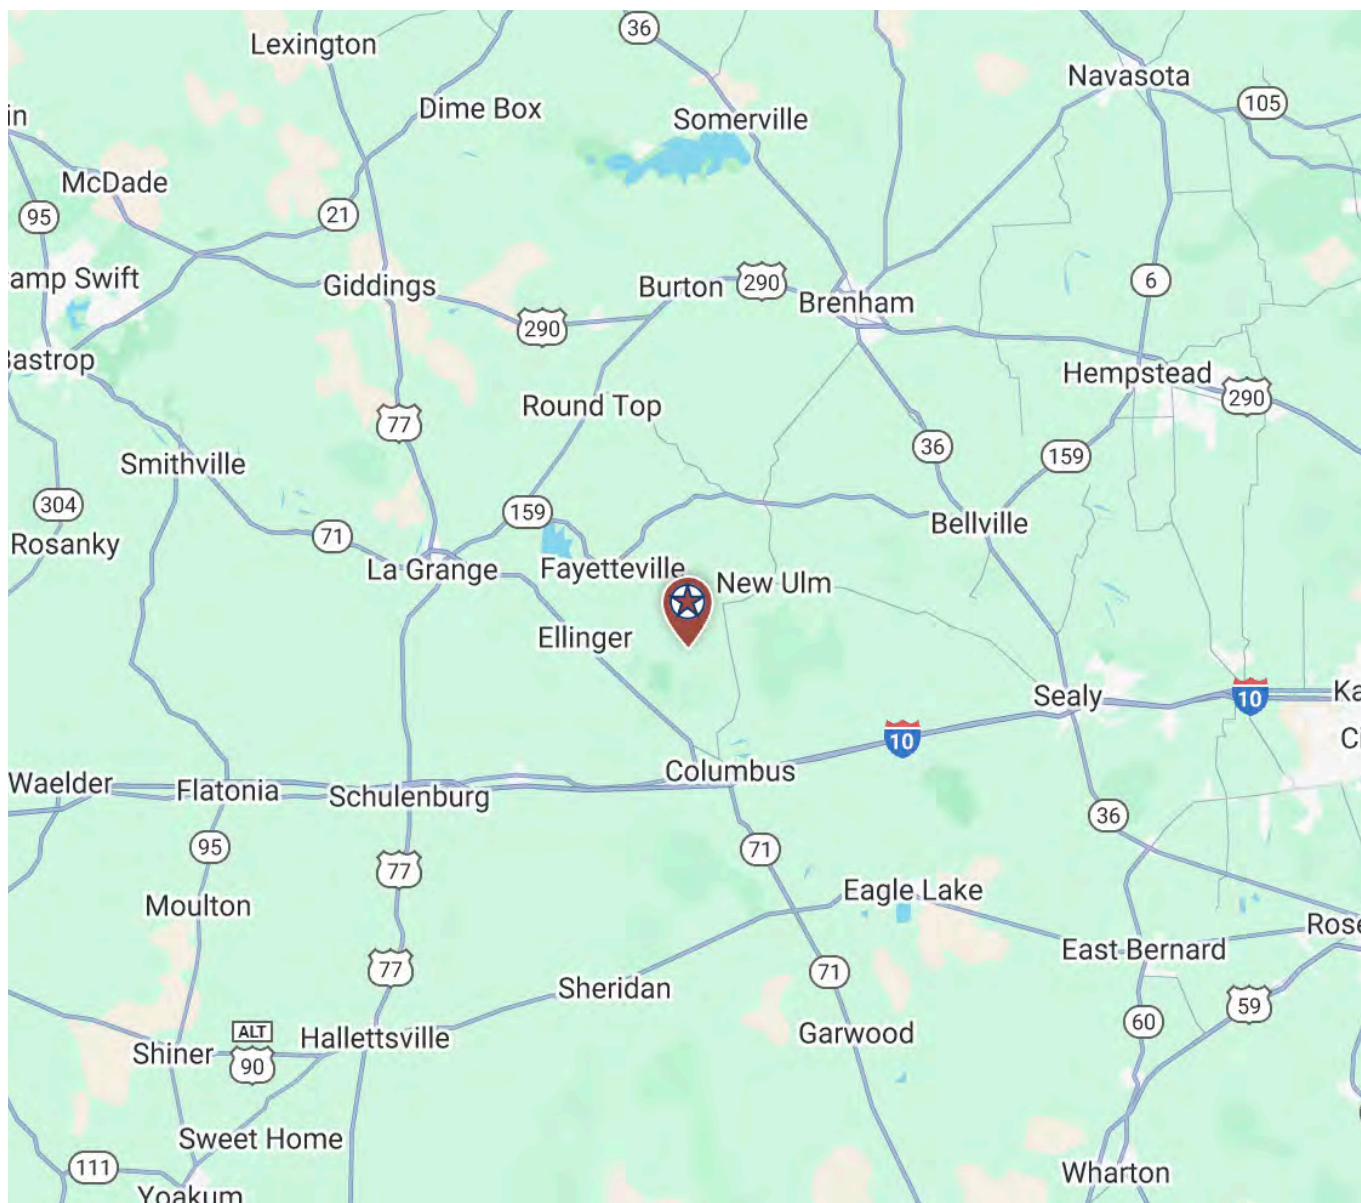 36
Lexington
Navasota
105
Dime Box
in
Somerville
McDade
95
21
amp Swift
Giddings
Burton
290
6
Brenham
290
Bastrop
Hempstead
290
Round Top
77
36
159
Smithville
304
159
Bellville
71
Rosanky
La Grange
Fayetteville
New Ulm
Ellinger
Sealy
10
Ka
10
Ci
Columbus
Waelder
Flatonia
Schulenburg
36
95
71
77
Eagle Lake
Moulton
Rose
East Bernard
77
71
Sheridan
59
ALT
90
Hallettsville
Garwood
60
Shiner
Sweet Home
111
Wharton
Yoakum